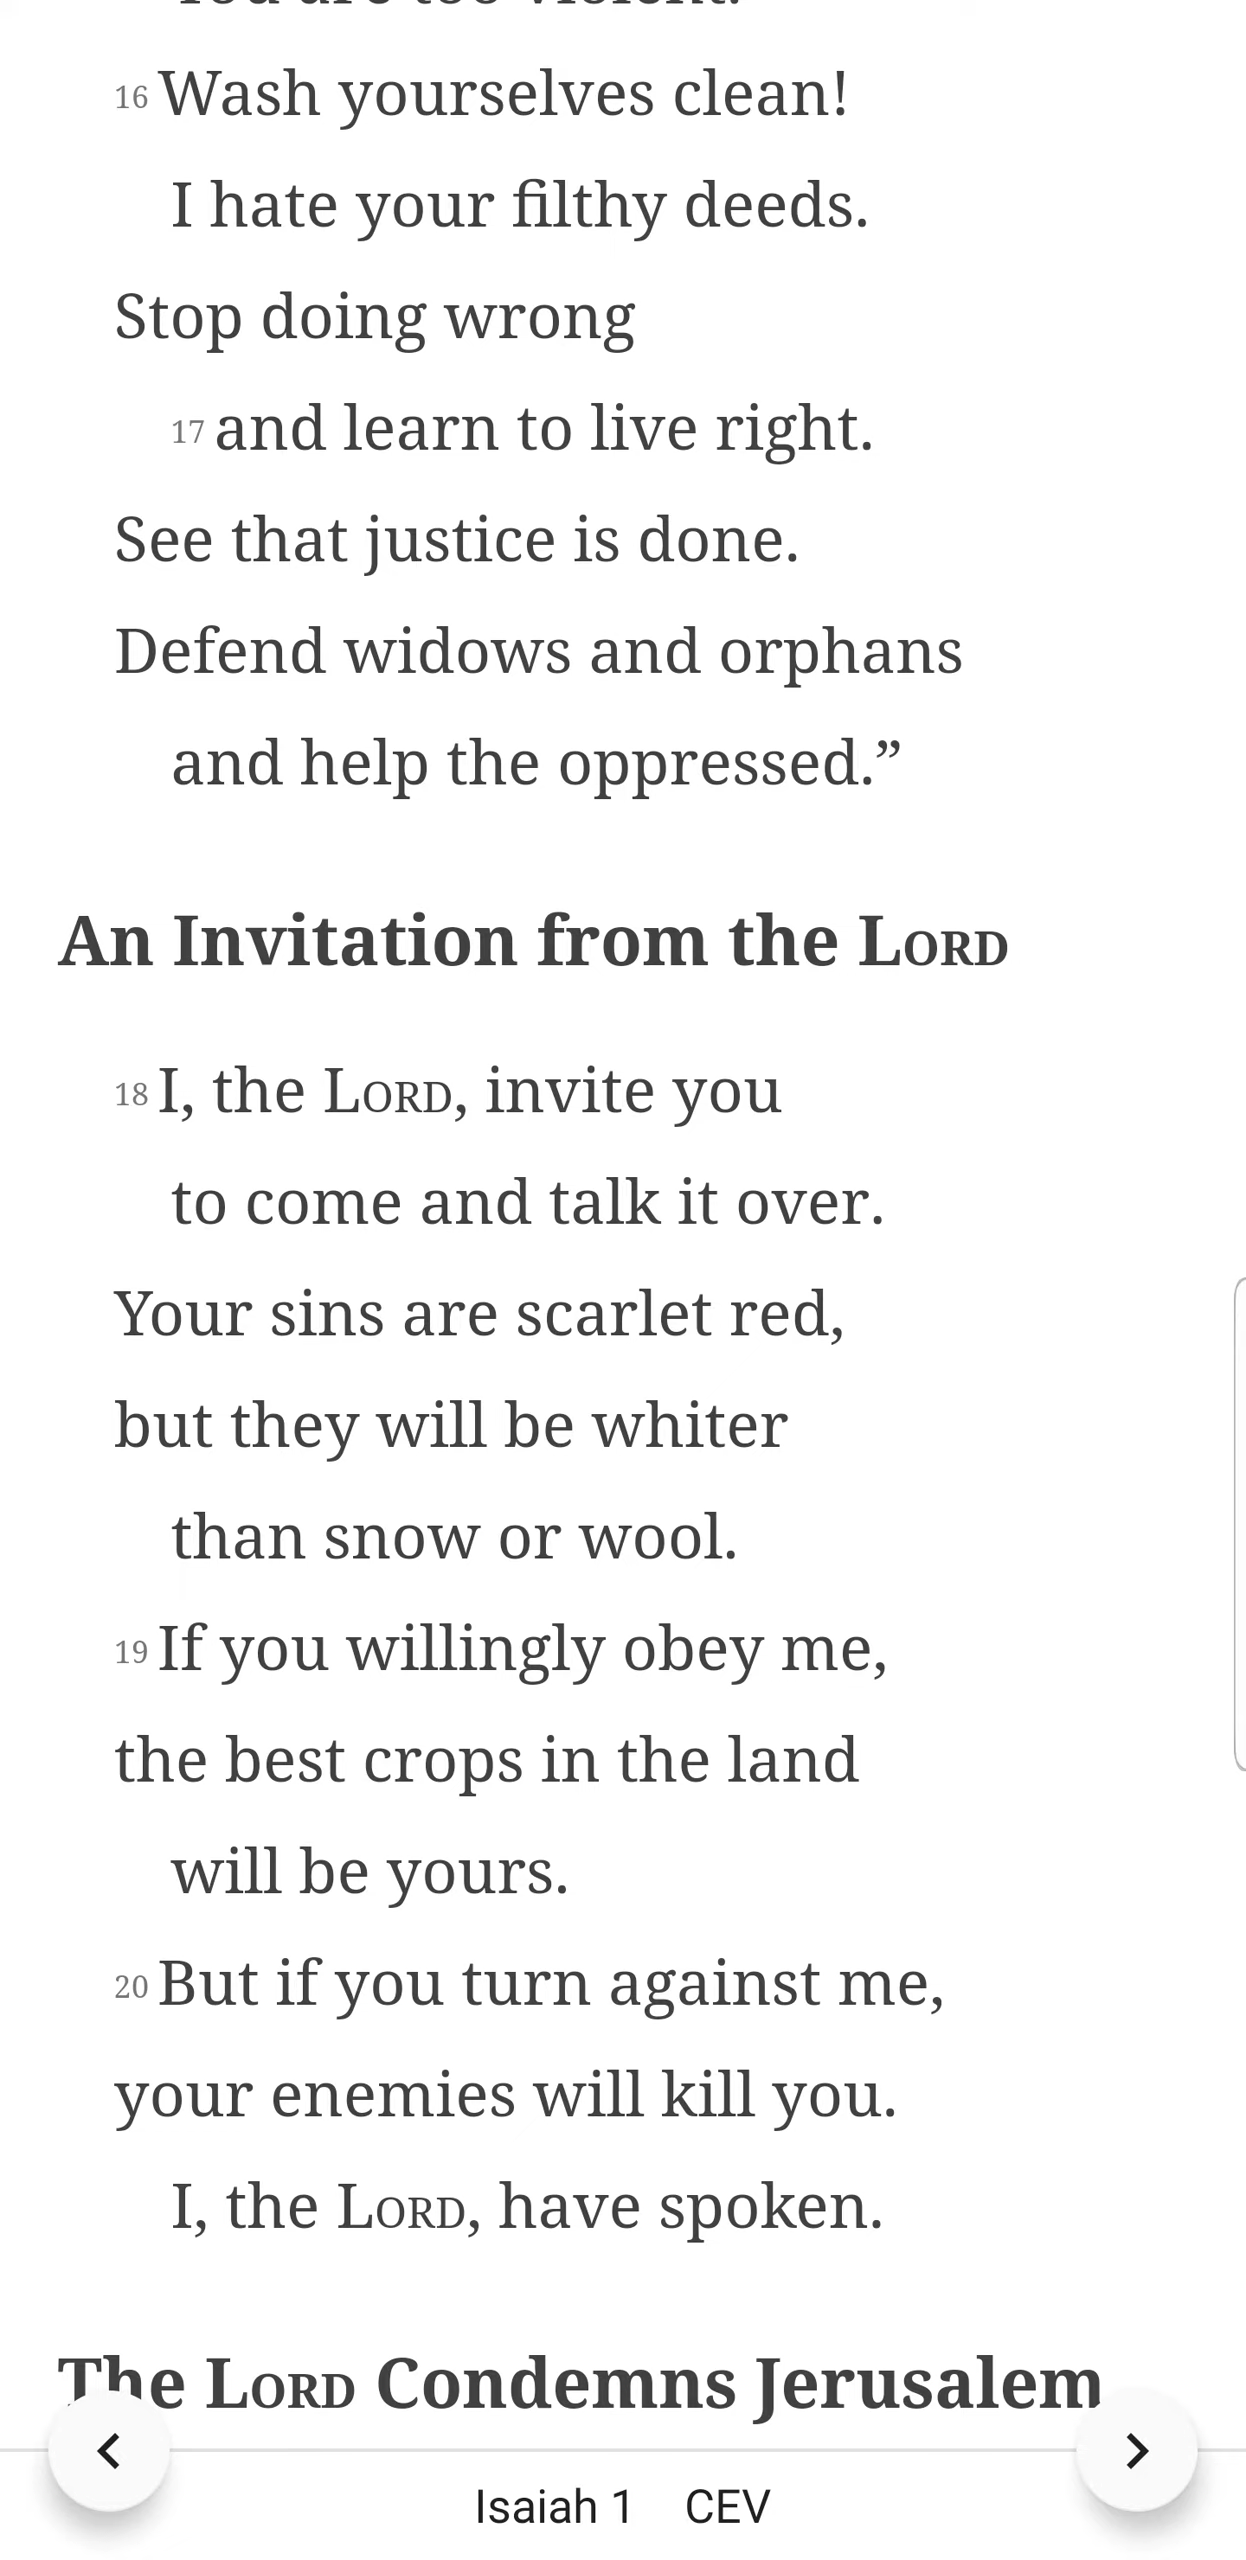 You are too violent.
16 Wash yourselves clean!
I hate your filthy deeds.
Stop doing wrong
17 and learn to live right.
See that justice is done.
Defend widows and orphans
and help the oppressed.”
An Invitation from the LORD
18 I, the LORD, invite you
to come and talk it over.
Your sins are scarlet red,
but they will be whiter
than snow or wool.
19 If you willingly obey me,
the best crops in the land
will be yours.
20 But if you turn against me,
your enemies will kill you.
I, the LORD, have spoken.
The LORD Condemns Jerusalem
Isaiah 1 CEV